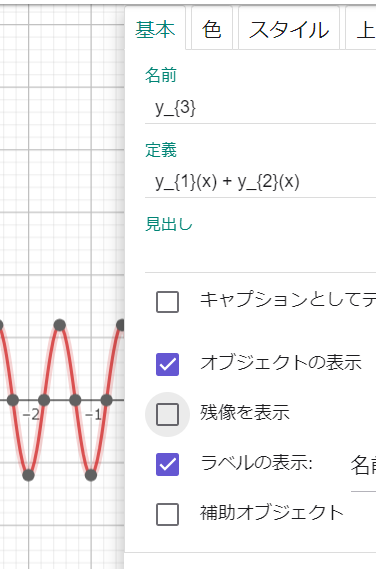 基本 色 スタイル 上
名前
y_{3}
定義
y_{1}(x) + y_{2}(x)
見出し
キャプションとしてテ
オブジェクトの表示
-2 -1
残像を表示
ラベルの表示: 名前
補助オブジェクト